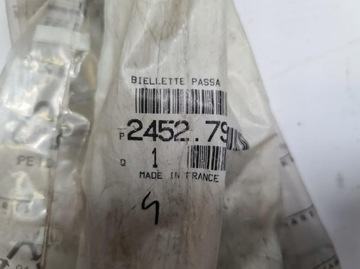 BIELLETTE PASSA
P 2452.79
Q 1
MADE IN FRANCE